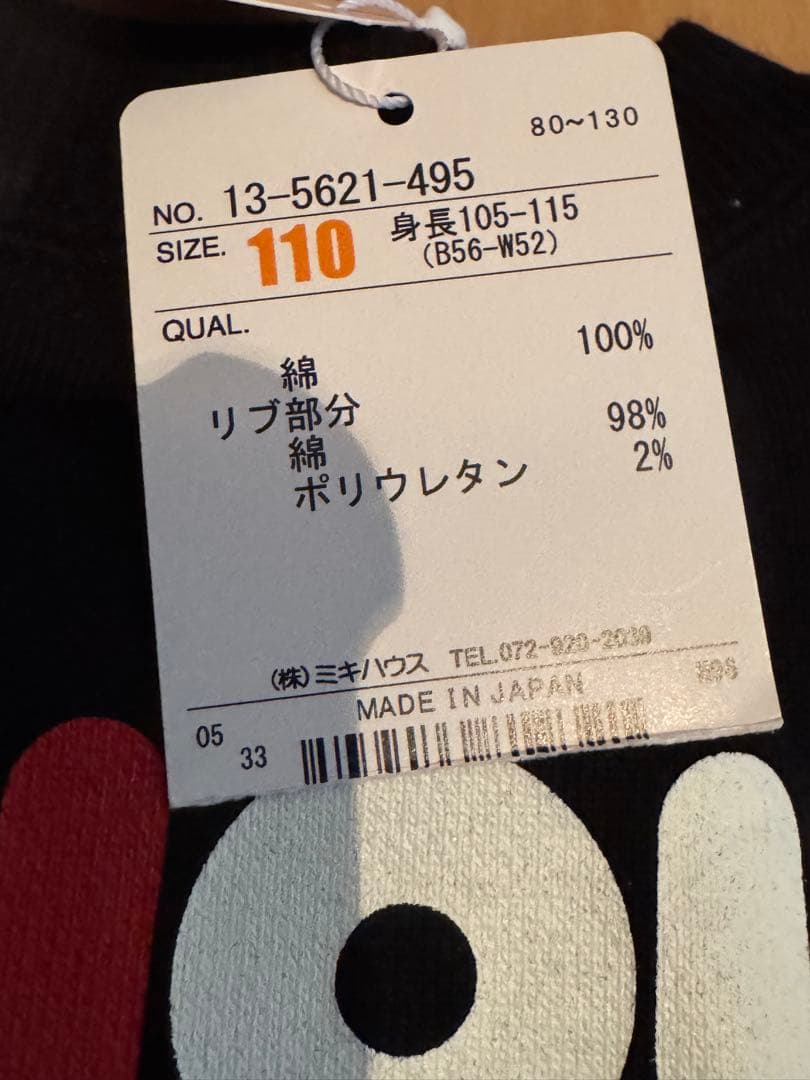 80~130
NO. 13-5621-495
SIZE. 110 身長105-115
(B56-W52)
QUAL.
綿 100%
リブ部分
綿 98%
ポリウレタン 2%
(株)ミキハウス TEL.072-920-2039
MADE IN JAPAN
05
33